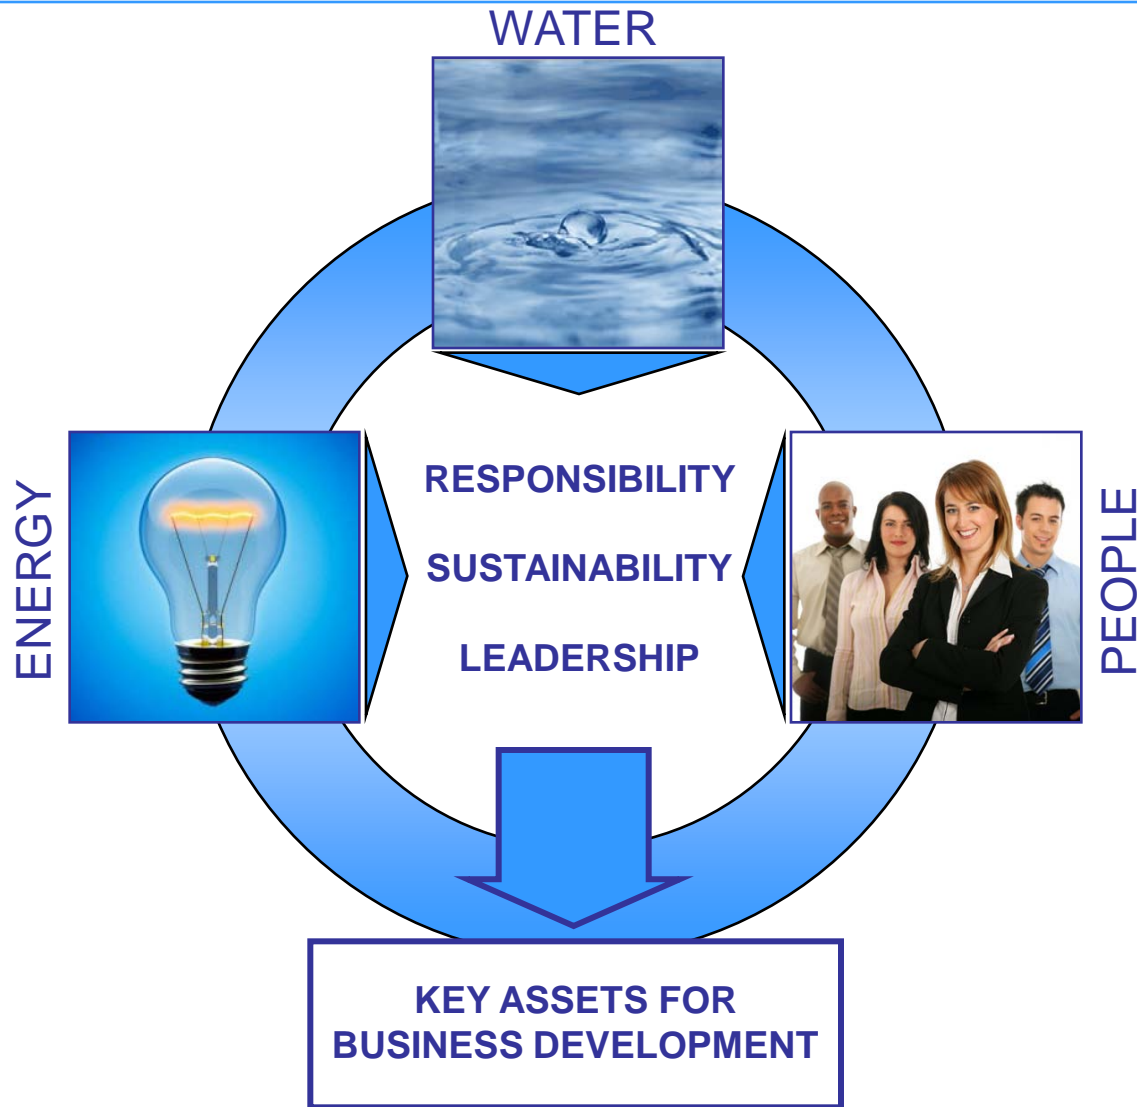 WATER
ENERGY
RESPONSIBILITY
SUSTAINABILITY
LEADERSHIP
PEOPLE
KEY ASSETS FOR
BUSINESS DEVELOPMENT